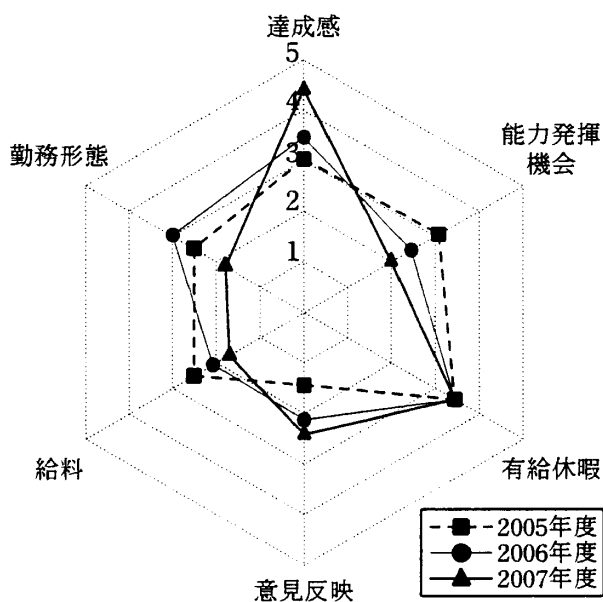 達成感
5
4
3
2
1
能力発揮
機会
勤務形態
給料
有給休暇
意見反映
2005年度
2006年度
2007年度